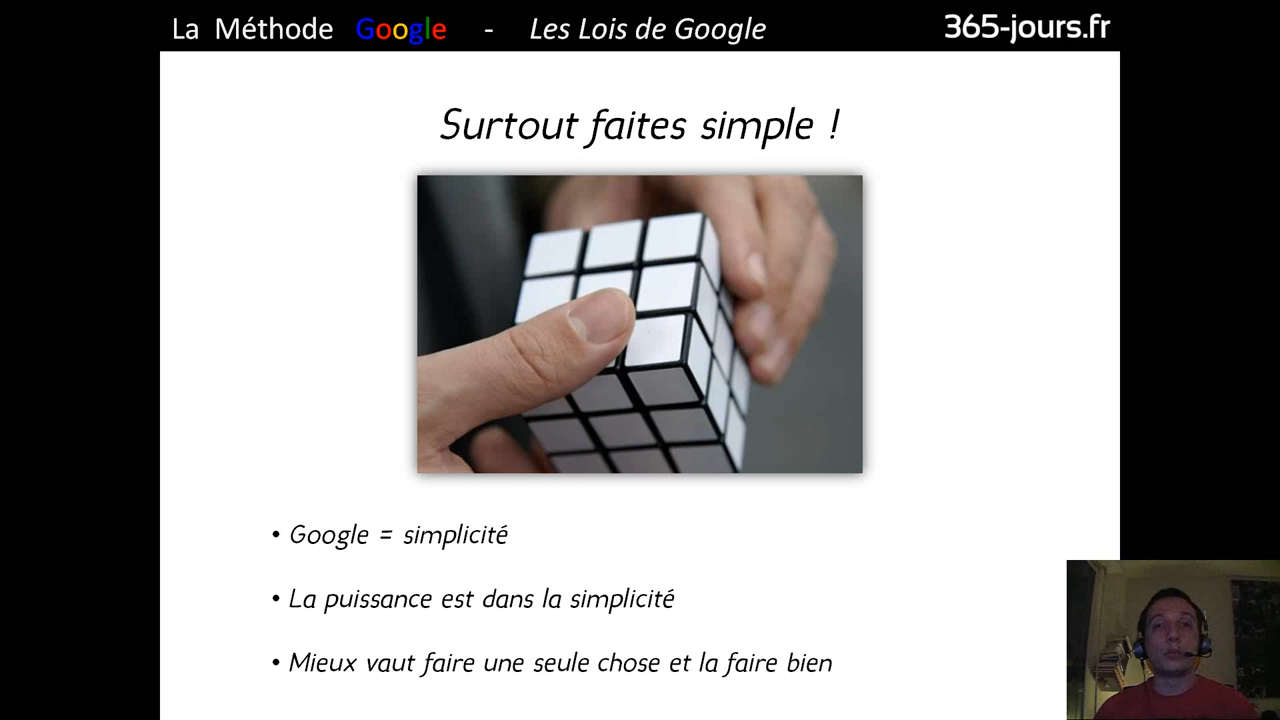 La Méthode Google - Les Lois de Google 365-jours.fr
Surtout faites simple !
• Google = simplicité
• La puissance est dans la simplicité
• Mieux vaut faire une seule chose et la faire bien